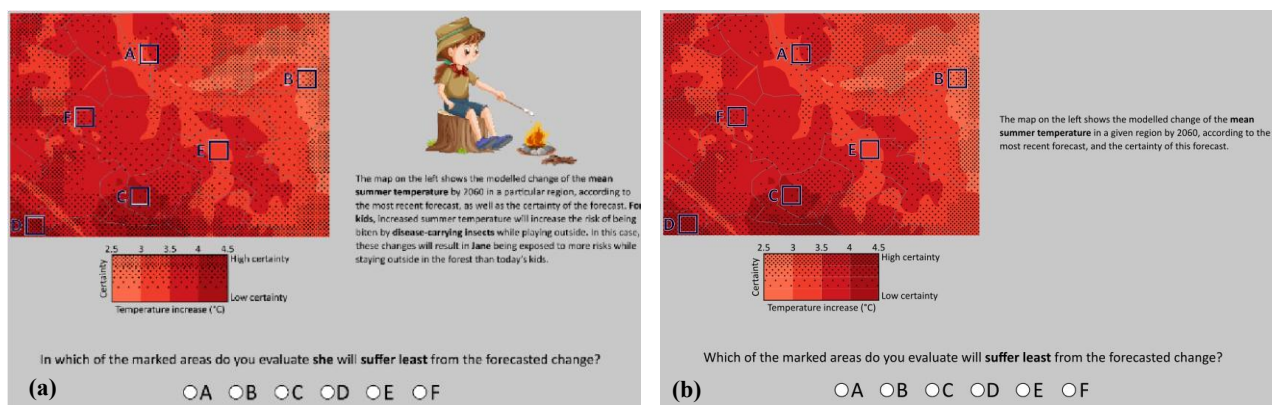 A
B
F
E
C
D
2.5 3 3.5 4 4.5
High certainty
Certainty
Low certainty
Temperature increase (°C)
The map on the left shows the modelled change of the mean
summer temperature by 2060 in a particular region, according to
the most recent forecast, as well as the certainty of the forecast. For
kids, increased summer temperature will increase the risk of being
biten by disease-carrying insects while playing outside. In this case,
these changes will result in Jane being exposed to more risks while
staying outside in the forest than today's kids.
In which of the marked areas do you evaluate she will suffer least from the forecasted change?
(a)
A B C D E F
A
B
F
E
C
D
2.5 3 3.5 4 4.5
High certainty
Certainty
Low certainty
Temperature increase (°C)
The map on the left shows the modelled change of the mean
summer temperature in a given region by 2060, according to the
most recent forecast, and the certainty of this forecast.
Which of the marked areas do you evaluate will suffer least from the forecasted change?
(b)
A B C D E F